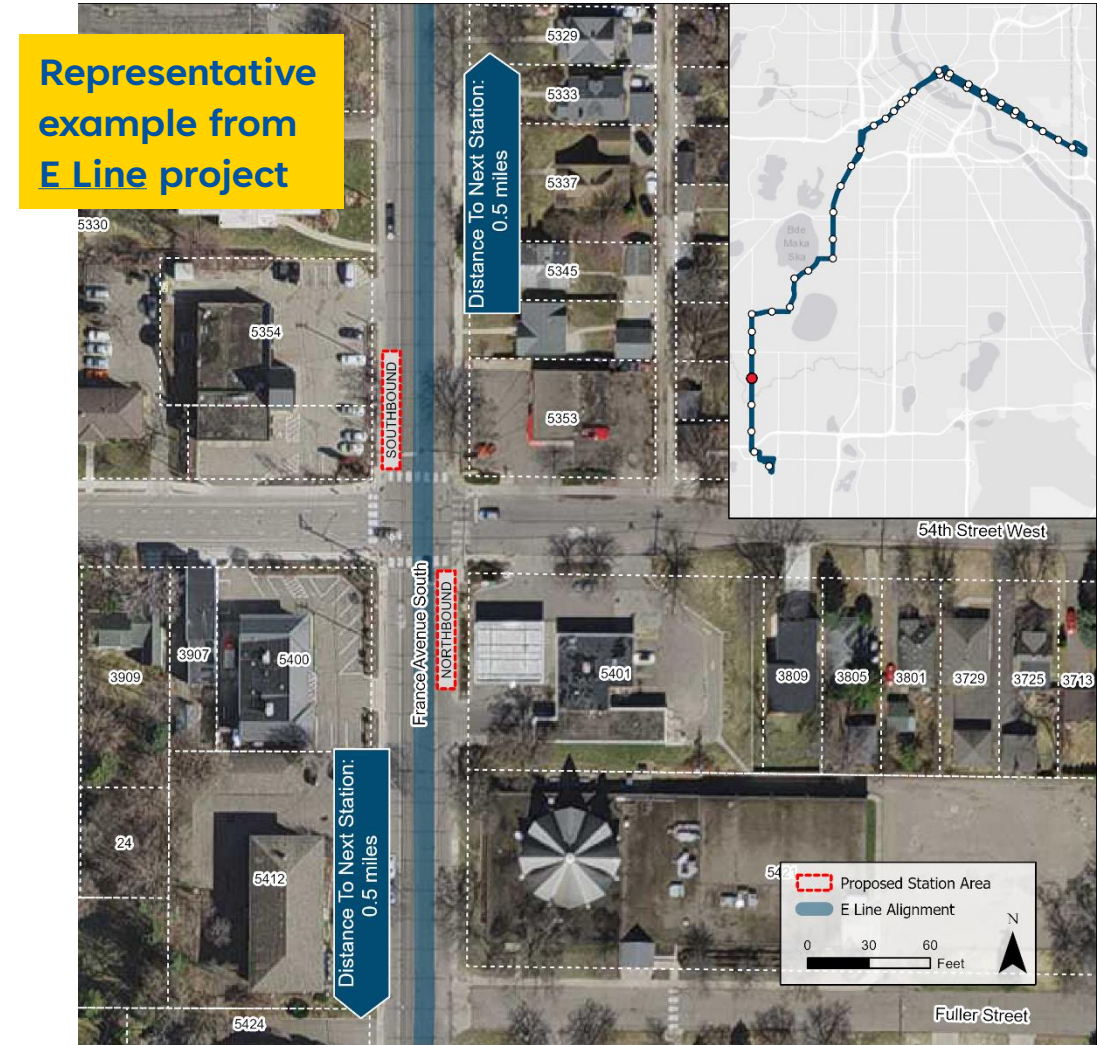 Representative
example from
E Line project
5329
5333
5337
5345
5353
Distance To Next Station:
0.5 miles
Bde
Maka
Ska
5330
5354
SOUTHBOUND
54th Street West
France Avenue South
NORTHBOUND
3907
3909
5400
5401
3809
3805
3801
3729
3725
3713
Distance To Next Station:
0.5 miles
24
5412
5421
Proposed Station Area
E Line Alignment
N
0 30 60
Feet
5424
Fuller Street